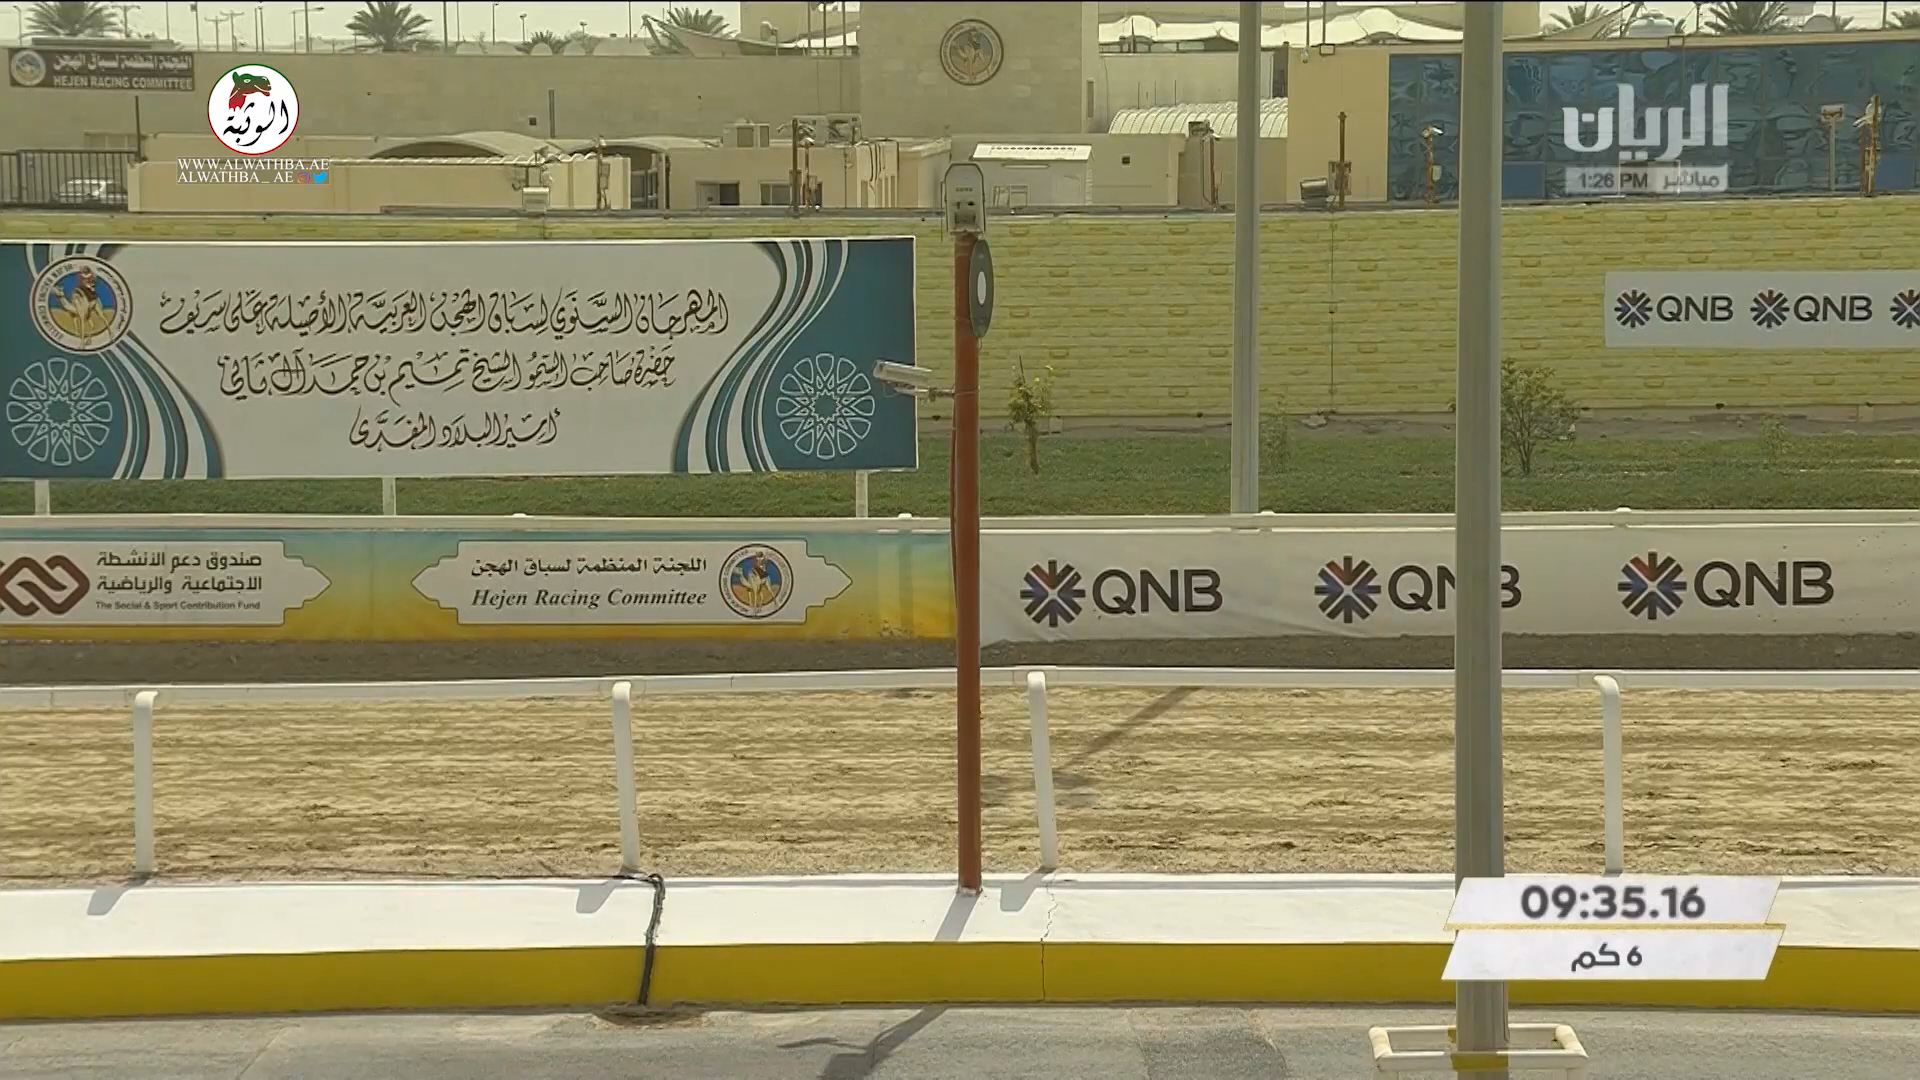 اللجنة المنظمة لسباق الهجن
HEJEN RACING COMMITTEE
الوثبة
WWW.ALWATHBA.AE
ALWATHBA_AE
الريان
1:26 PM مباشر
المهرجان السنوي لسباق الهجن العربية الأصيلة على سيف
حضرة صاحب السمو الشيخ تميم بن حمد آل ثاني
أمير البلاد المفدى
QNB QNB
صندوق دعم الأنشطة
الاجتماعية والرياضية
The Social & Sport Contribution Fund
اللجنة المنظمة لسباق الهجن
Hejen Racing Committee
QNB QNB QNB
09:35.16
6 كم